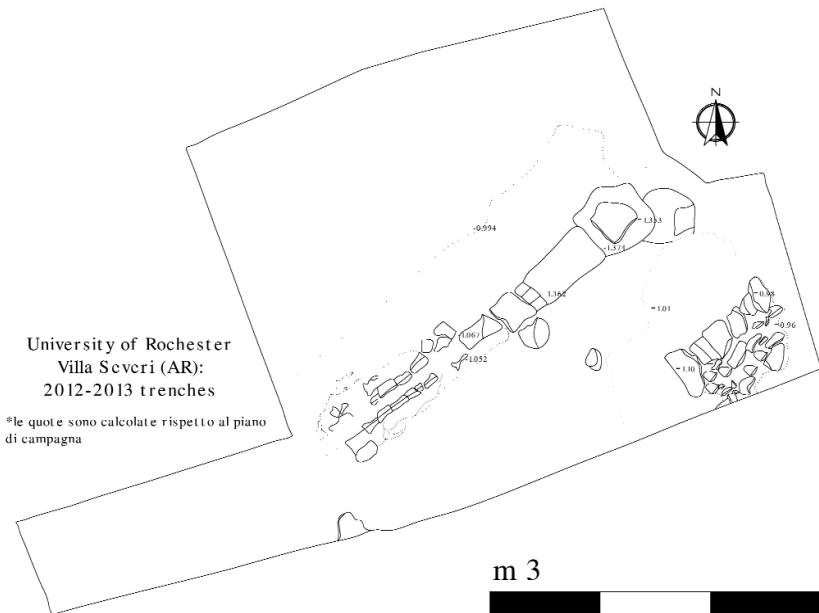 N
-1.353
-0.994
-1.374
1.362
-0.98
1.01
-0.96
-1.067
1.052
-1.10
University of Rochester
Villa Severi (AR):
2012-2013 trenches
*le quote sono calcolate rispetto al piano
di campagna
m 3